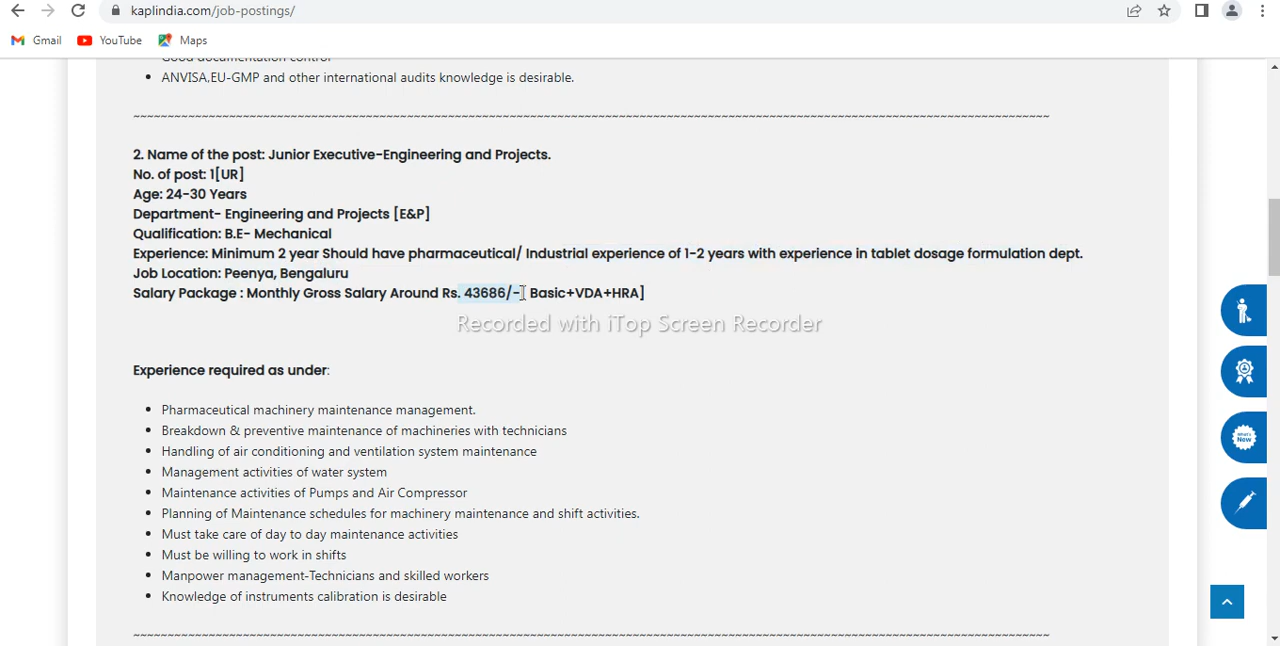 kaplindia.com/job-postings/
Gmail YouTube Maps
Good documentation control
ANVISA,EU-GMP and other international audits knowledge is desirable.
~~~~~~~~~~~~~~~~~~~~~~~~~~~~~~~~~~~~~~~~~~~~~~~~~~~~~~~~~~~~~~~~~~~~~~~~~~~~~~~~~~~~~~~~~~~~~~~~~~~~~~~~~~~~~~~~~~~~
2. Name of the post: Junior Executive-Engineering and Projects.
No. of post: 1[UR]
Age: 24-30 Years
Department- Engineering and Projects [E&P]
Qualification: B.E- Mechanical
Experience: Minimum 2 year Should have pharmaceutical/ Industrial experience of 1-2 years with experience in tablet dosage formulation dept.
Job Location: Peenya, Bengaluru
Salary Package : Monthly Gross Salary Around Rs. 43686/-[ Basic+VDA+HRA]
Recorded with iTop Screen Recorder
Experience required as under:
Pharmaceutical machinery maintenance management.
Breakdown & preventive maintenance of machineries with technicians
Handling of air conditioning and ventilation system maintenance
Management activities of water system
Maintenance activities of Pumps and Air Compressor
Planning of Maintenance schedules for machinery maintenance and shift activities.
Must take care of day to day maintenance activities
Must be willing to work in shifts
Manpower management-Technicians and skilled workers
Knowledge of instruments calibration is desirable
~~~~~~~~~~~~~~~~~~~~~~~~~~~~~~~~~~~~~~~~~~~~~~~~~~~~~~~~~~~~~~~~~~~~~~~~~~~~~~~~~~~~~~~~~~~~~~~~~~~~~~~~~~~~~~~~~~~~